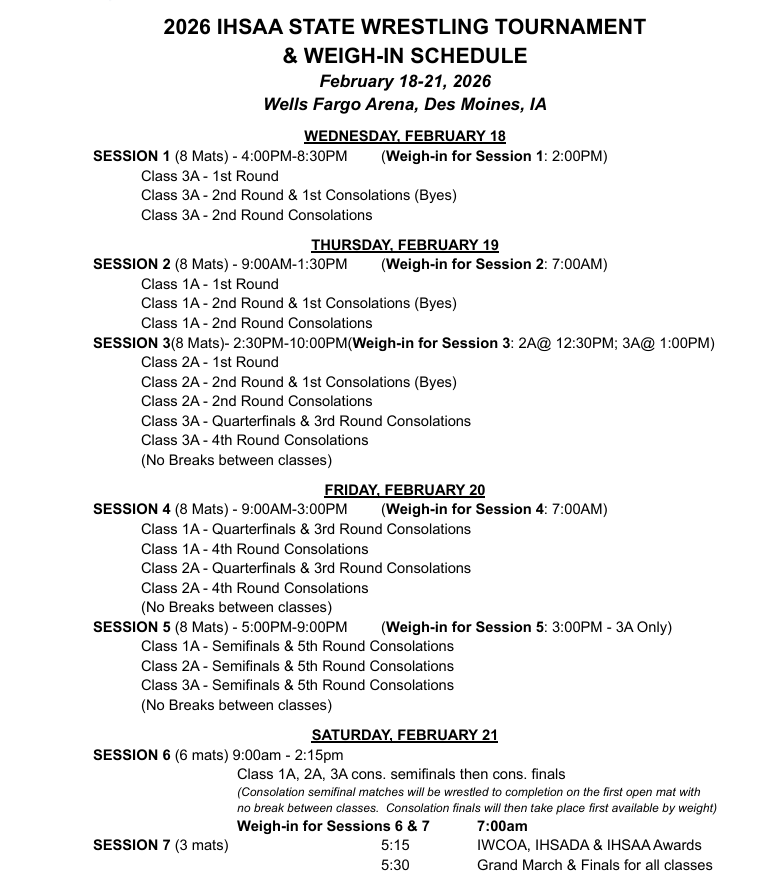 2026 IHSAA STATE WRESTLING TOURNAMENT
& WEIGH-IN SCHEDULE
February 18-21, 2026
Wells Fargo Arena, Des Moines, IA
WEDNESDAY, FEBRUARY 18
SESSION 1 (8 Mats) - 4:00PM-8:30PM (Weigh-in for Session 1: 2:00PM)
Class 3A - 1st Round
Class 3A - 2nd Round & 1st Consolations (Byes)
Class 3A - 2nd Round Consolations
THURSDAY, FEBRUARY 19
SESSION 2 (8 Mats) - 9:00AM-1:30PM (Weigh-in for Session 2: 7:00AM)
Class 1A - 1st Round
Class 1A - 2nd Round & 1st Consolations (Byes)
Class 1A - 2nd Round Consolations
SESSION 3(8 Mats)- 2:30PM-10:00PM(Weigh-in for Session 3: 2A@ 12:30PM; 3A@ 1:00PM)
Class 2A - 1st Round
Class 2A - 2nd Round & 1st Consolations (Byes)
Class 2A - 2nd Round Consolations
Class 3A - Quarterfinals & 3rd Round Consolations
Class 3A - 4th Round Consolations
(No Breaks between classes)
FRIDAY, FEBRUARY 20
SESSION 4 (8 Mats) - 9:00AM-3:00PM (Weigh-in for Session 4: 7:00AM)
Class 1A - Quarterfinals & 3rd Round Consolations
Class 1A - 4th Round Consolations
Class 2A - Quarterfinals & 3rd Round Consolations
Class 2A - 4th Round Consolations
(No Breaks between classes)
SESSION 5 (8 Mats) - 5:00PM-9:00PM (Weigh-in for Session 5: 3:00PM - 3A Only)
Class 1A - Semifinals & 5th Round Consolations
Class 2A - Semifinals & 5th Round Consolations
Class 3A - Semifinals & 5th Round Consolations
(No Breaks between classes)
SATURDAY, FEBRUARY 21
SESSION 6 (6 mats) 9:00am - 2:15pm
Class 1A, 2A, 3A cons. semifinals then cons. finals
(Consolation semifinal matches will be wrestled to completion on the first open mat with
no break between classes. Consolation finals will then take place first available by weight)
Weigh-in for Sessions 6 & 7 7:00am
SESSION 7 (3 mats) 5:15 IWCOA, IHSADA & IHSAA Awards
5:30 Grand March & Finals for all classes